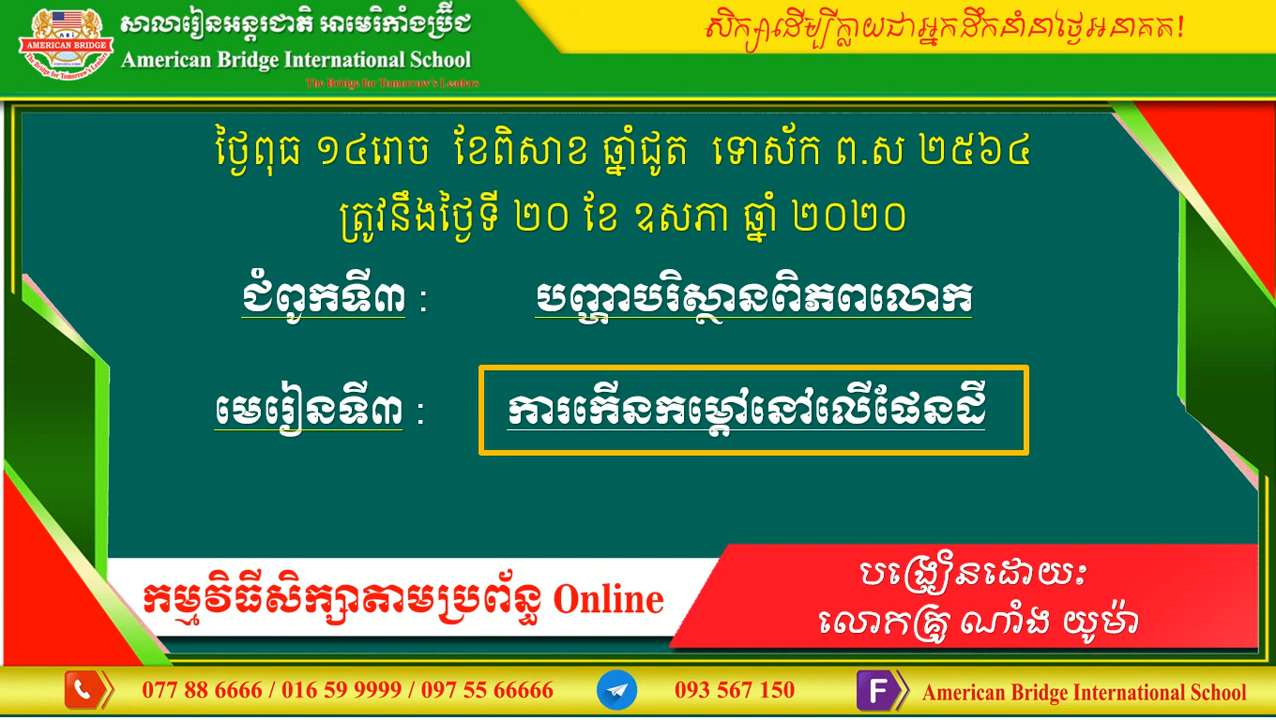 សាលារៀនអន្តរជាតិ អាមេរិកាំងប្រ៊ីជ
American Bridge International School
The Bridge for Tomorrow's Leaders
សិក្សាដើម្បីក្លាយជាអ្នកដឹកនាំនាថ្ងៃអនាគត!
ABI
AMERICAN BRIDGE
The Bridge for Tomorrow's Leaders
ថ្ងៃពុធ ១៤រោច ខែពិសាខ ឆ្នាំជូត ទោស័ក ព.ស ២៥៦៤
ត្រូវនឹងថ្ងៃទី ២០ ខែ ឧសភា ឆ្នាំ ២០២០
ជំពូកទី៣ : បញ្ហាបរិស្ថានពិភពលោក
មេរៀនទី៣ : ការកើនកម្តៅនៅលើផែនដី
កម្មវិធីសិក្សាតាមប្រព័ន្ធ Online
បង្រៀនដោយ:
លោកគ្រូ ណាំង យូម៉ា
077 88 6666 / 016 59 9999 / 097 55 66666
093 567 150
F
American Bridge International School